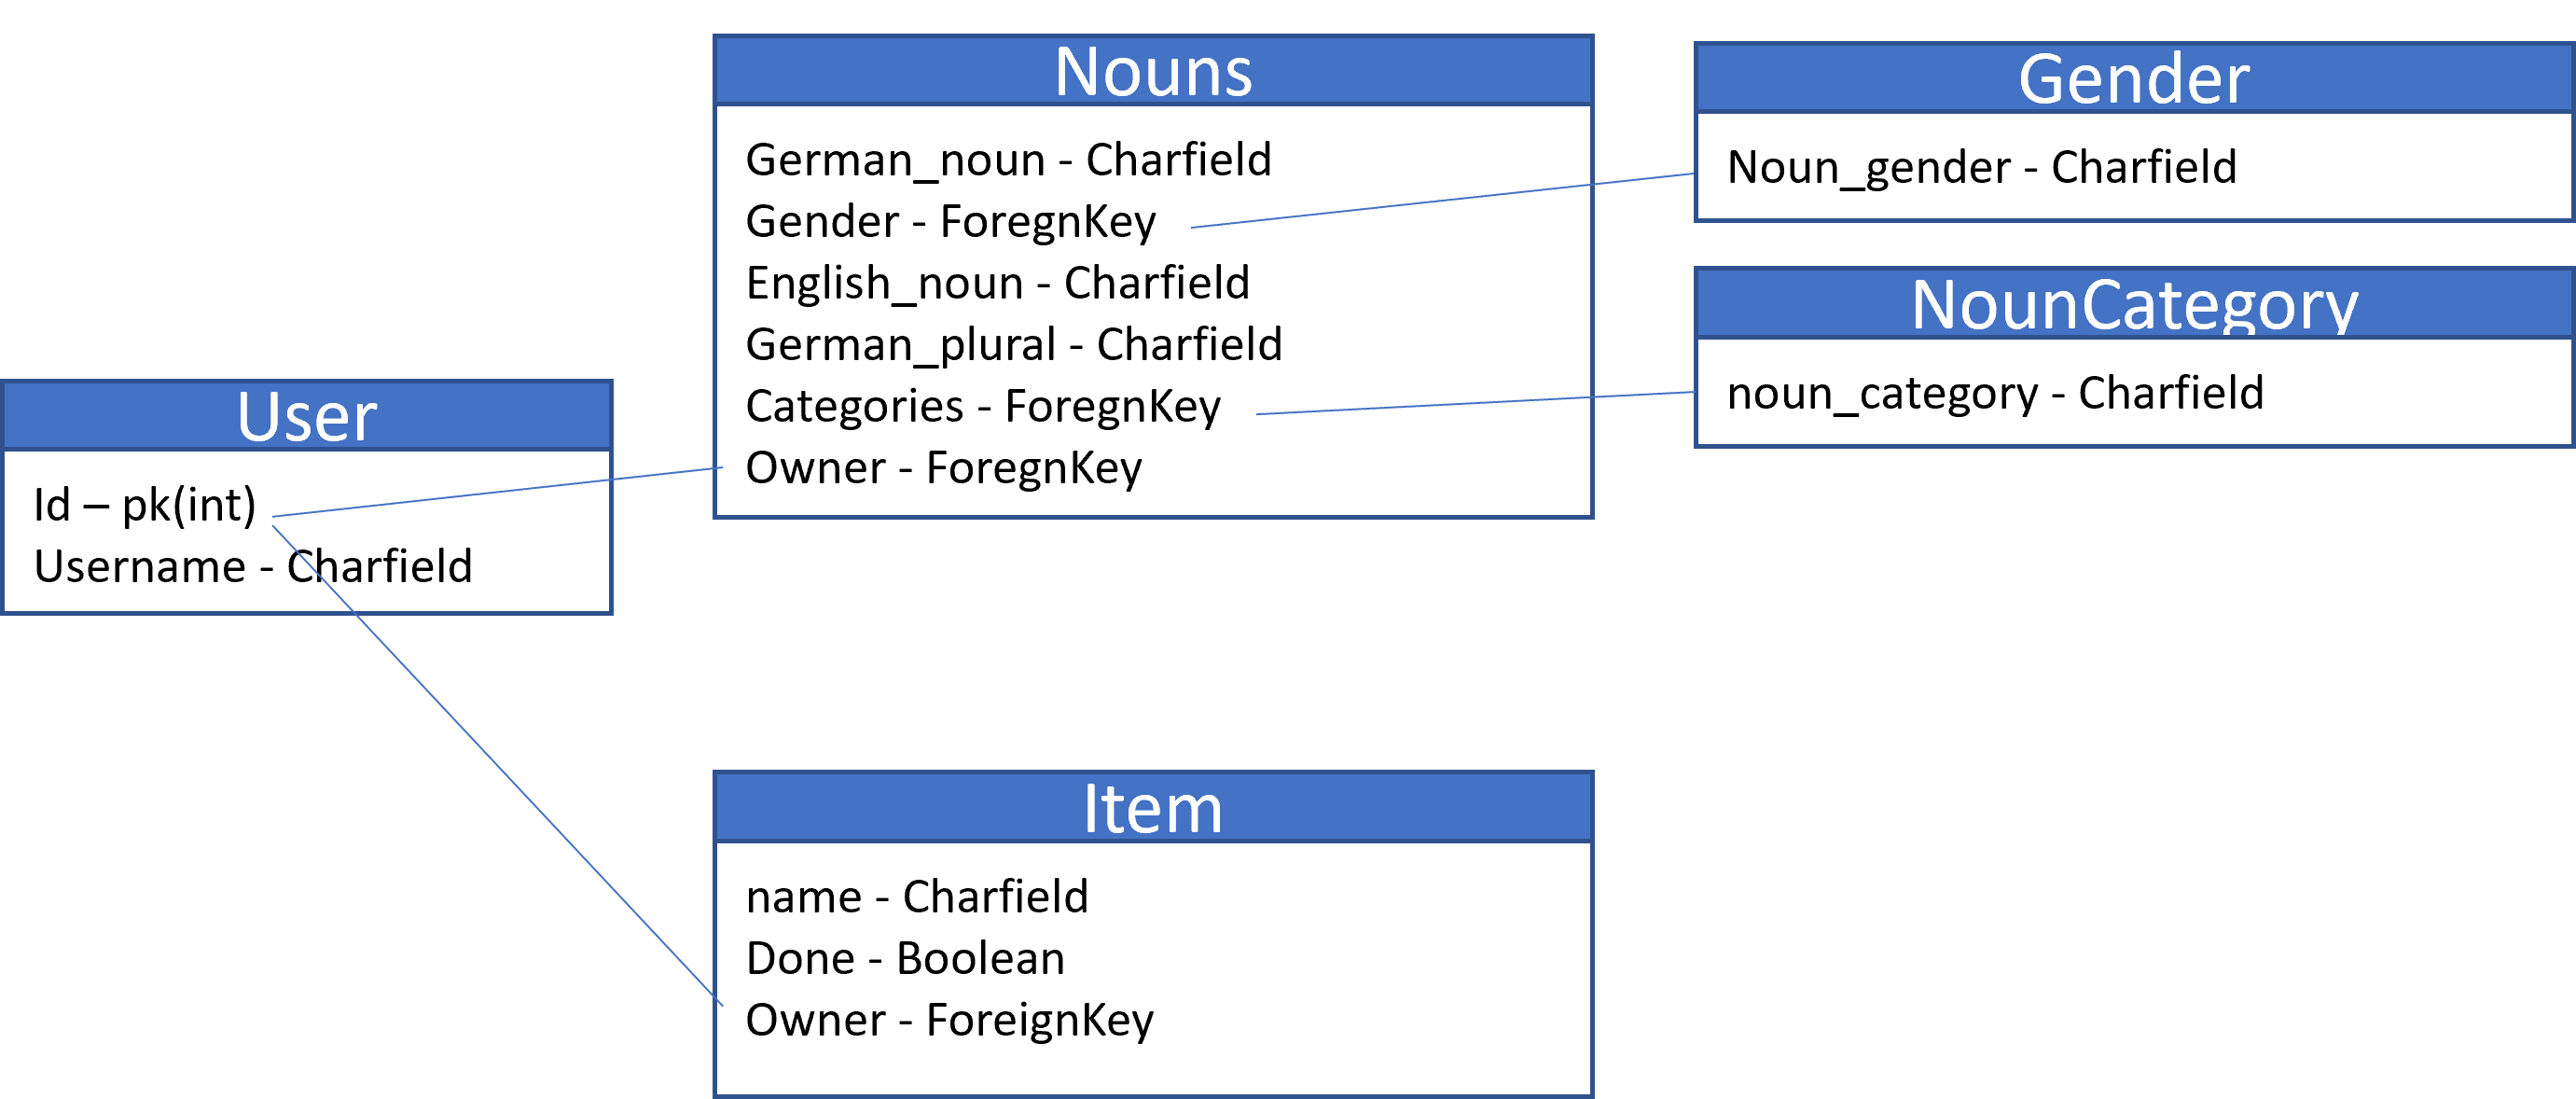 User
Id – pk(int)
Username - Charfield
Nouns
German_noun - Charfield
Gender - ForegnKey
English_noun - Charfield
German_plural - Charfield
Categories - ForegnKey
Owner - ForegnKey
Gender
Noun_gender - Charfield
NounCategory
noun_category - Charfield
Item
name - Charfield
Done - Boolean
Owner - ForeignKey